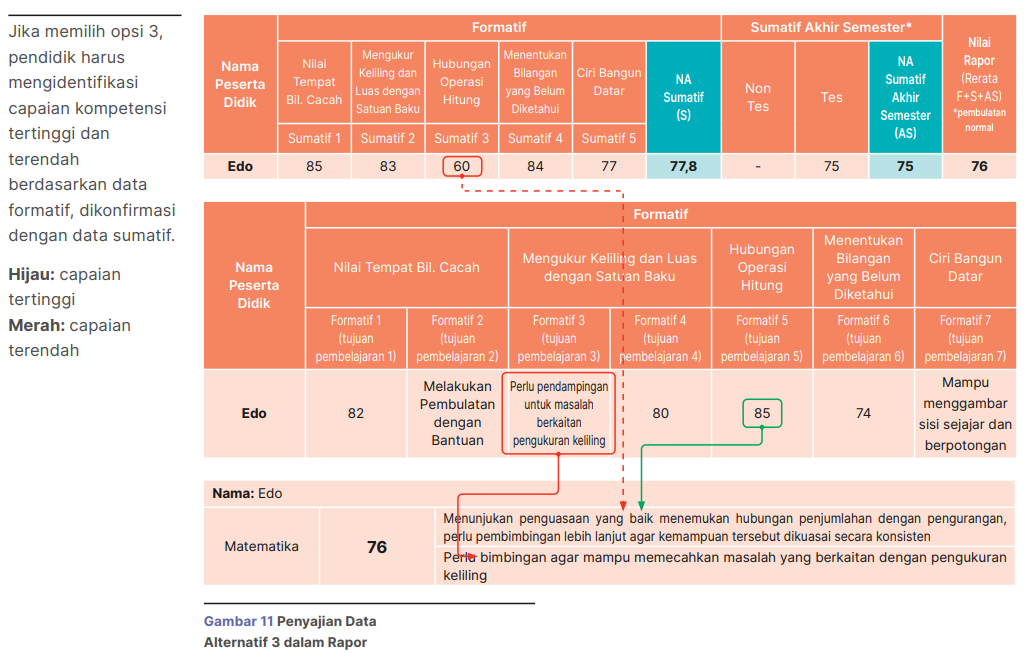 Jika memilih opsi 3,
pendidik harus
mengidentifikasi
capaian kompetensi
tertinggi dan
terendah
berdasarkan data
formatif, dikonfirmasi
dengan data sumatif.
Hijau: capaian
tertinggi
Merah: capaian
terendah
Nama
Peserta
Didik
Formatif
Sumatif Akhir Semester*
Nilai
Rapor
(Rerata
F+S+AS)
*pembulatan
normal
Nilai
Tempat
Bil. Cacah
Mengukur
Keliling dan
Luas dengan
Satuan Baku
Hubungan
Operasi
Hitung
Menentukan
Bilangan
yang Belum
Diketahui
Ciri Bangun
Datar
NA
Sumatif
(S)
Non
Tes
Tes
NA
Sumatif
Akhir
Semester
(AS)
Sumatif 1
Sumatif 2
Sumatif 3
Sumatif 4
Sumatif 5
Edo
85
83
60
84
77
77,8
-
75
75
76
Nama
Peserta
Didik
Formatif
Nilai Tempat Bil. Cacah
Mengukur Keliling dan Luas
dengan Satuan Baku
Hubungan
Operasi
Hitung
Menentukan
Bilangan
yang Belum
Diketahui
Ciri Bangun
Datar
Formatif 1
(tujuan
pembelajaran 1)
Formatif 2
(tujuan
pembelajaran 2)
Formatif 3
(tujuan
pembelajaran 3)
Formatif 4
(tujuan
pembelajaran 4)
Formatif 5
(tujuan
pembelajaran 5)
Formatif 6
(tujuan
pembelajaran 6)
Formatif 7
(tujuan
pembelajaran 7)
Edo
82
Melakukan
Pembulatan
dengan
Bantuan
Perlu pendampingan
untuk masalah
berkaitan
pengukuran keliling
80
85
74
Mampu
menggambar
sisi sejajar dan
berpotongan
Nama: Edo
Matematika
76
Menunjukan penguasaan yang baik menemukan hubungan penjumlahan dengan pengurangan,
perlu pembimbingan lebih lanjut agar kemampuan tersebut dikuasai secara konsisten
Perlu bimbingan agar mampu memecahkan masalah yang berkaitan dengan pengukuran
keliling
Gambar 11 Penyajian Data
Alternatif 3 dalam Rapor